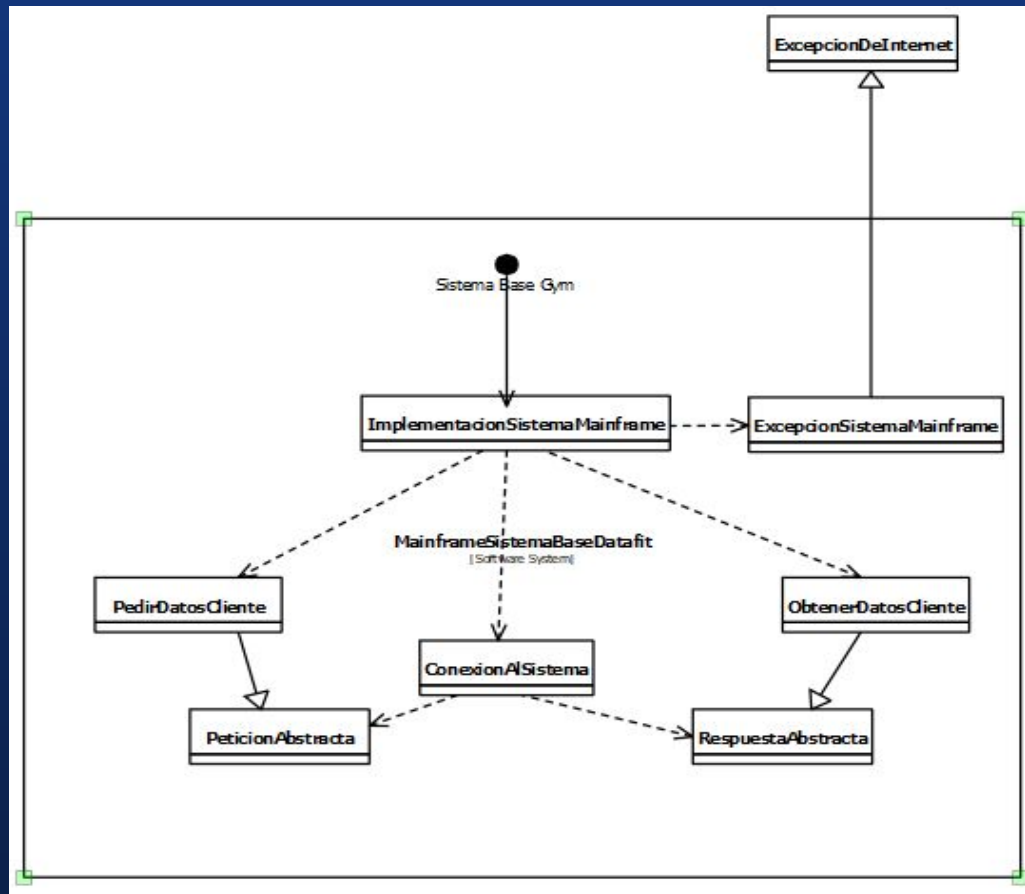 ExcepcionDeInternet
Sistema Base Gym
ImplementacionSistemaMainframe
ExcepcionSistemaMainframe
MainframeSistemaBaseDatafit
[Software System]
PedirDatosCliente
ObtenerDatosCliente
ConexionAlSistema
PeticionAbstracta
RespuestaAbstracta